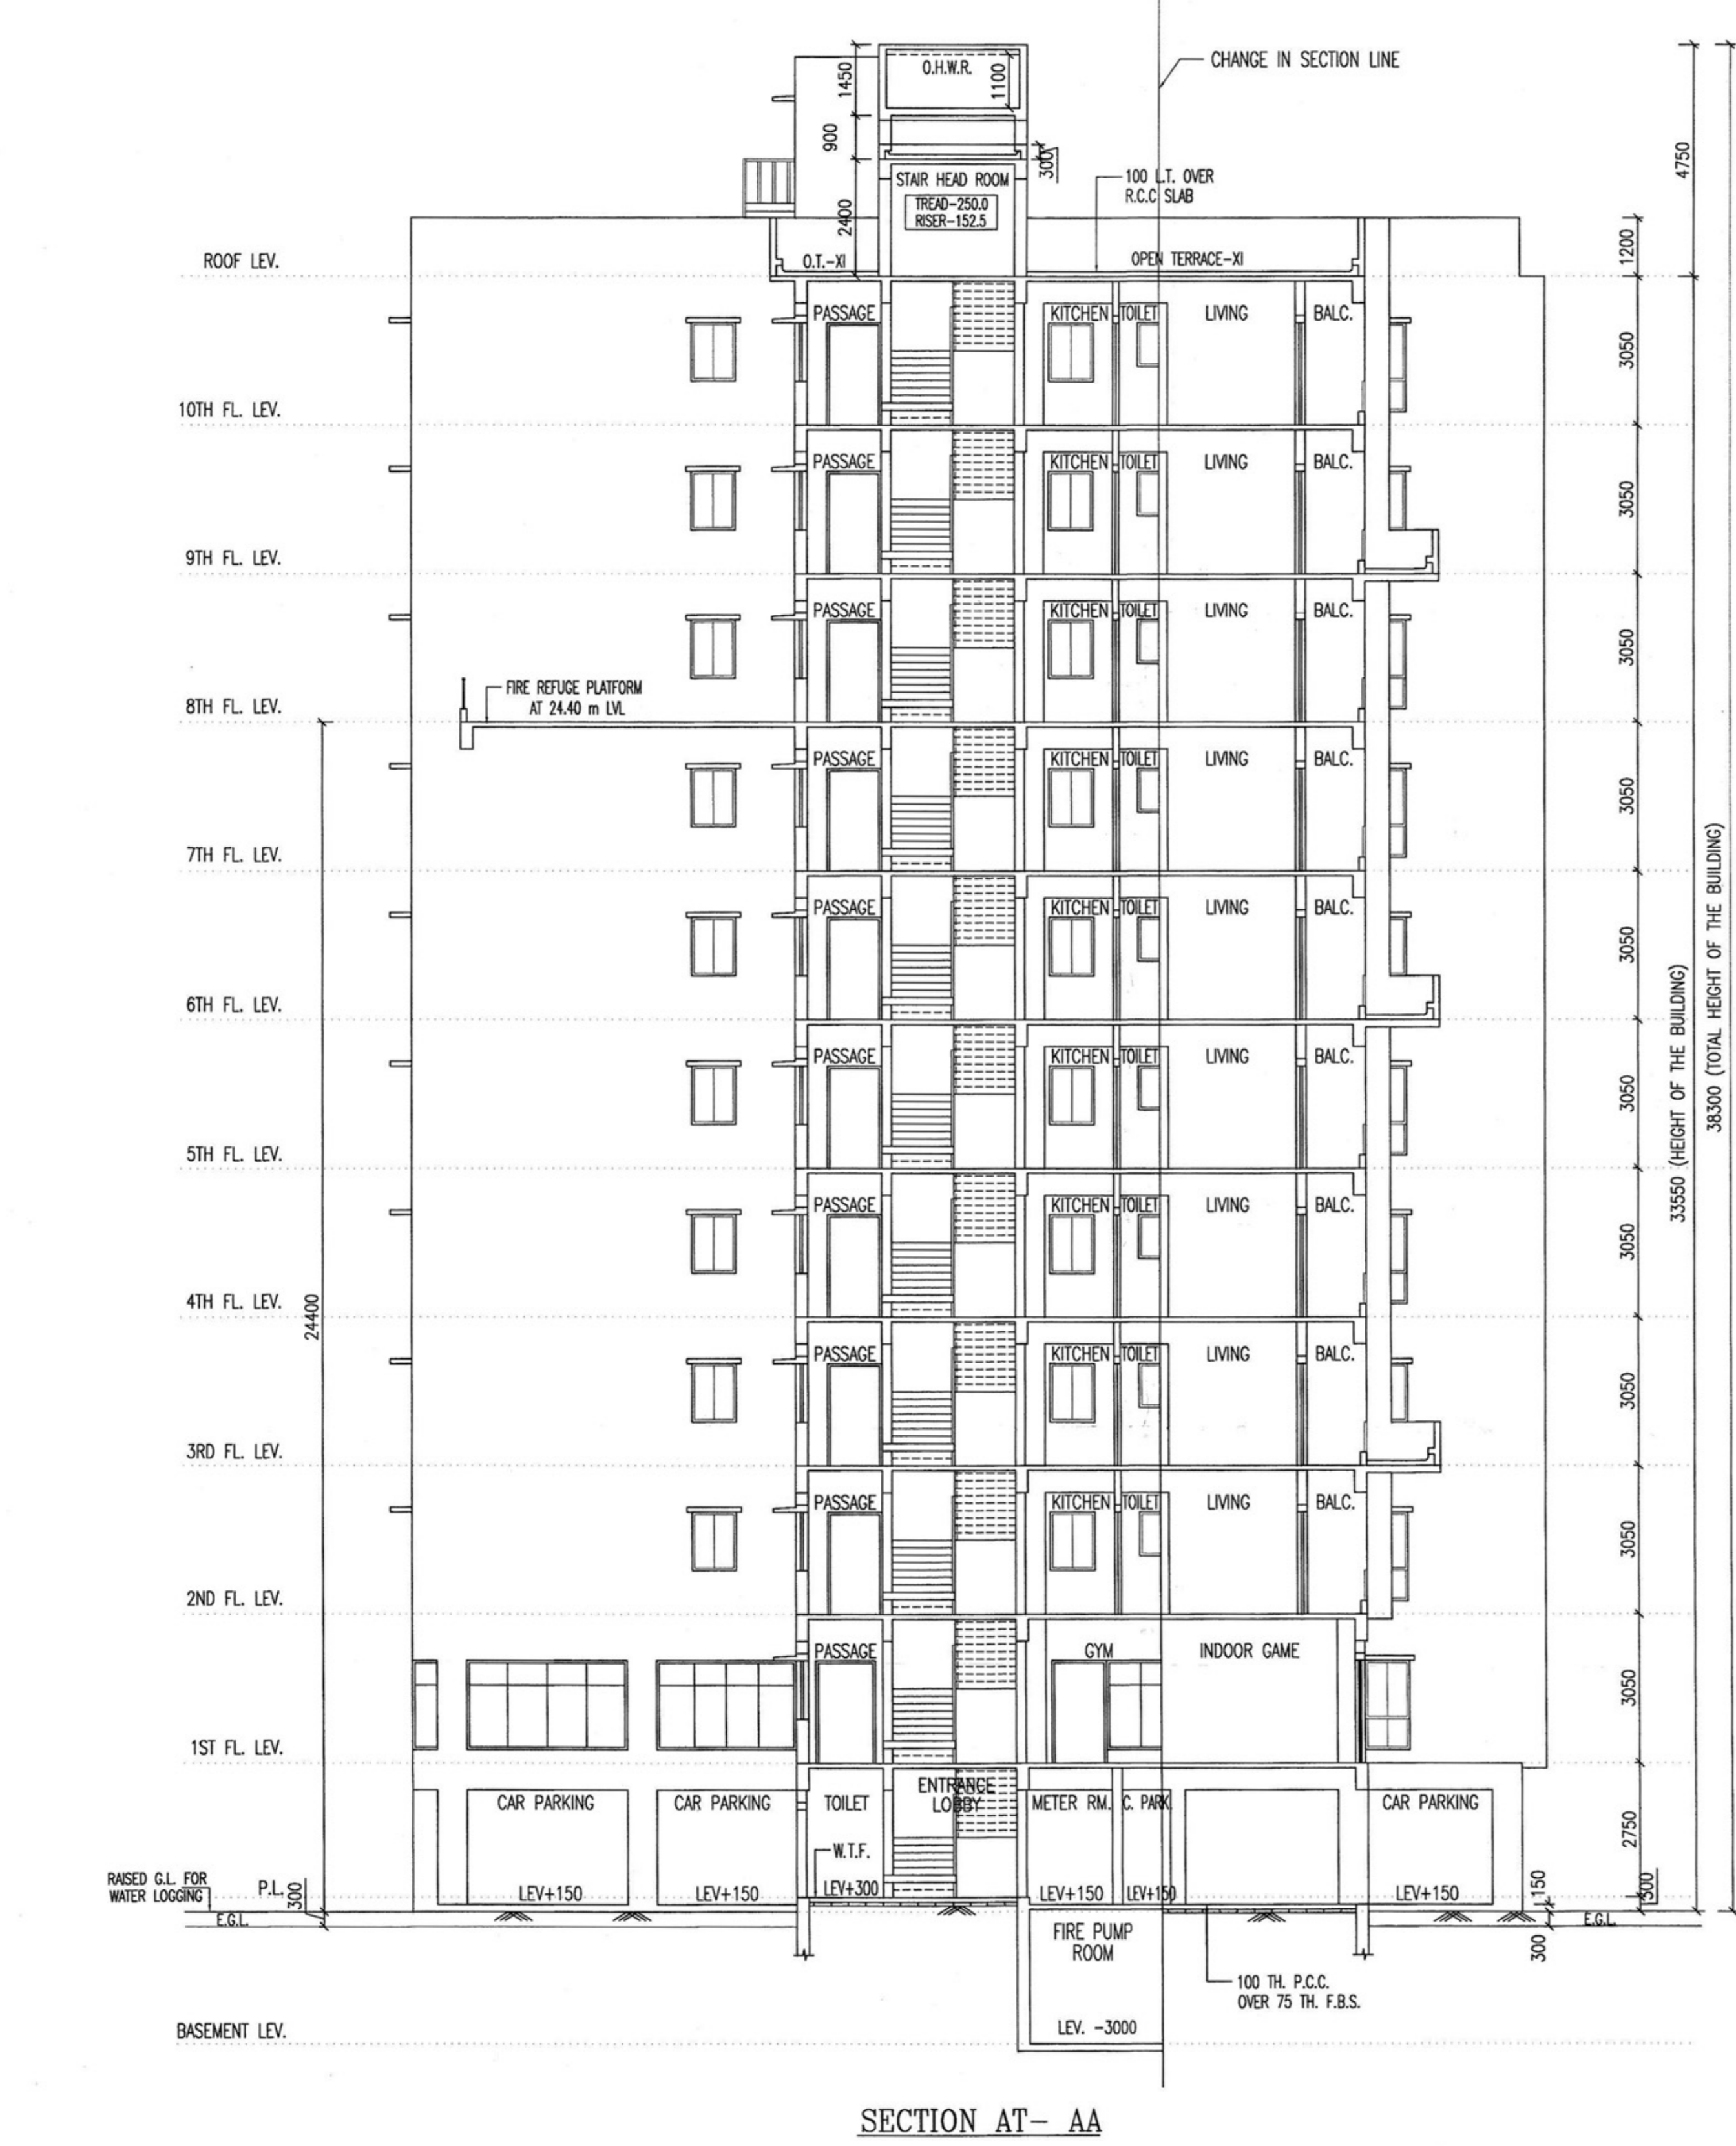 CHANGE IN SECTION LINE
O.H.W.R.
1100
1450
900
300
4750
STAIR HEAD ROOM
TREAD-250.0
RISER-152.5
100 L.T. OVER
R.C.C SLAB
2400
1200
ROOF LEV.
O.T.-XI
OPEN TERRACE-XI
PASSAGE KITCHEN TOILET LIVING BALC.
3050
10TH FL. LEV.
PASSAGE KITCHEN TOILET LIVING BALC.
3050
9TH FL. LEV.
PASSAGE KITCHEN TOILET LIVING BALC.
3050
FIRE REFUGE PLATFORM
AT 24.40 m LVL
8TH FL. LEV.
PASSAGE KITCHEN TOILET LIVING BALC.
3050
7TH FL. LEV.
PASSAGE KITCHEN TOILET LIVING BALC.
3050
6TH FL. LEV.
33550 (HEIGHT OF THE BUILDING)
38300 (TOTAL HEIGHT OF THE BUILDING)
PASSAGE KITCHEN TOILET LIVING BALC.
3050
5TH FL. LEV.
PASSAGE KITCHEN TOILET LIVING BALC.
3050
4TH FL. LEV.
24400
PASSAGE KITCHEN TOILET LIVING BALC.
3050
3RD FL. LEV.
PASSAGE KITCHEN TOILET LIVING BALC.
3050
2ND FL. LEV.
PASSAGE GYM INDOOR GAME
3050
1ST FL. LEV.
CAR PARKING CAR PARKING TOILET ENTRANCE
LOBBY METER RM. C. PARK CAR PARKING
2750
W.T.F.
RAISED G.L. FOR
WATER LOGGING
P.L.
300
LEV+150 LEV+150 LEV+300 LEV+150 LEV+150 LEV+150
150
300
E.G.L. E.G.L.
300
FIRE PUMP
ROOM
100 TH. P.C.C.
OVER 75 TH. F.B.S.
LEV. -3000
BASEMENT LEV.
SECTION AT- AA